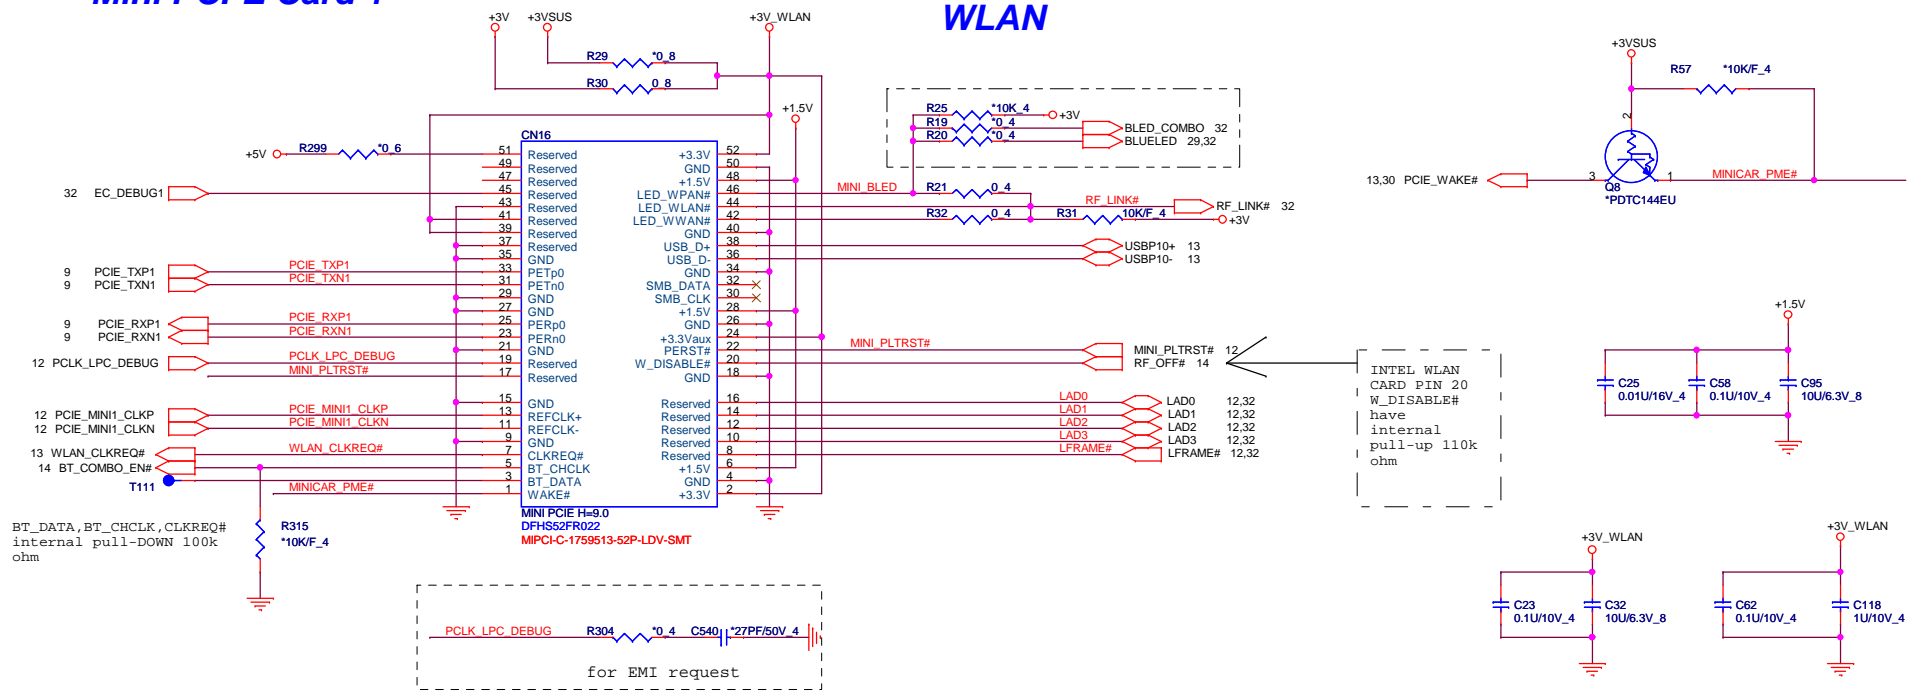 WLAN
+3V
+3VSUS
+3V_WLAN
R29
*0_8
R30
0_8
+1.5V
CN16
+5V
R299
*0_6
51
Reserved
49
Reserved
47
Reserved
45
Reserved
43
Reserved
41
Reserved
39
Reserved
37
Reserved
35
GND
33
PETp0
31
PETn0
29
GND
27
GND
25
PERp0
23
PERn0
21
GND
19
Reserved
17
Reserved
15
GND
13
REFCLK+
11
REFCLK-
9
GND
7
CLKREQ#
5
BT_CHCLK
3
BT_DATA
1
WAKE#
+3.3V
52
GND
50
+1.5V
48
LED_WPAN#
46
LED_WLAN#
44
LED_WWAN#
42
GND
40
USB_D+
38
USB_D-
36
GND
34
SMB_DATA
32
SMB_CLK
30
+1.5V
28
GND
26
+3.3Vaux
24
PERST#
22
W_DISABLE#
20
GND
18
Reserved
16
Reserved
14
Reserved
12
Reserved
10
Reserved
8
+1.5V
6
GND
4
+3.3V
2
MINI PCIE H=9.0
DFHS52FR022
MIPCI-C-1759513-52P-LDV-SMT
32 EC_DEBUG1
9 PCIE_TXP1
PCIE_TXP1
9 PCIE_TXN1
PCIE_TXN1
9 PCIE_RXP1
PCIE_RXP1
9 PCIE_RXN1
PCIE_RXN1
12 PCLK_LPC_DEBUG
PCLK_LPC_DEBUG
MINI_PLTRST#
12 PCIE_MINI1_CLKP
PCIE_MINI1_CLKP
12 PCIE_MINI1_CLKN
PCIE_MINI1_CLKN
13 WLAN_CLKREQ#
WLAN_CLKREQ#
14 BT_COMBO_EN#
T111
MINICAR_PME#
BT_DATA,BT_CHCLK,CLKREQ#
internal pull-DOWN 100k
ohm
R315
*10K/F_4
R25
*10K_4
+3V
R19
*0_4
BLED_COMBO 32
R20
*0_4
BLUELED 29,32
MINI_BLED
R21
0_4
RF_LINK#
RF_LINK# 32
R32
0_4
R31
10K/F_4
+3V
USBP10+ 13
USBP10- 13
MINI_PLTRST#
MINI_PLTRST# 12
RF_OFF# 14
LAD0
LAD0 12,32
LAD1
LAD1 12,32
LAD2
LAD2 12,32
LAD3
LAD3 12,32
LFRAME#
LFRAME# 12,32
INTEL WLAN
CARD PIN 20
W_DISABLE#
have
internal
pull-up 110k
ohm
+3VSUS
R57
*10K/F_4
2
13,30 PCIE_WAKE#
3
1
MINICAR_PME#
Q8
*PDTC144EU
+1.5V
C25
0.01U/16V_4
C58
0.1U/10V_4
C95
10U/6.3V_8
+3V_WLAN
C23
0.1U/10V_4
C32
10U/6.3V_8
+3V_WLAN
C62
0.1U/10V_4
C118
1U/10V_4
PCLK_LPC_DEBUG
R304
*0_4
C540
*27PF/50V_4
for EMI request